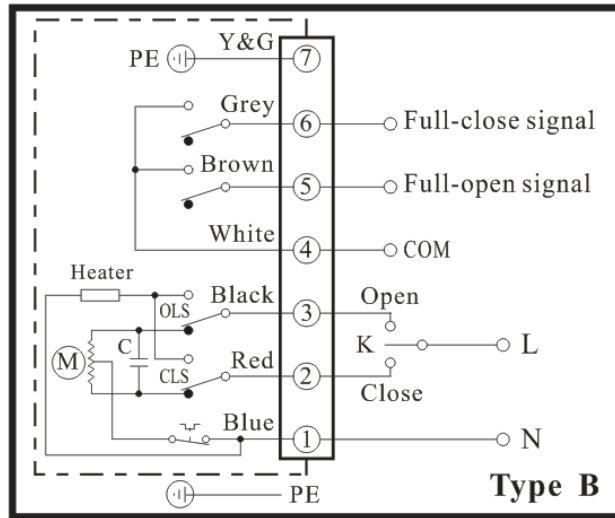 Y&G
PE 7
Grey
6 Full-close signal
Brown
5 Full-open signal
White
4 COM
Heater
OLS Black 3 Open
K L
M C
CLS Red 2 Close
Blue 1 N
PE Type B